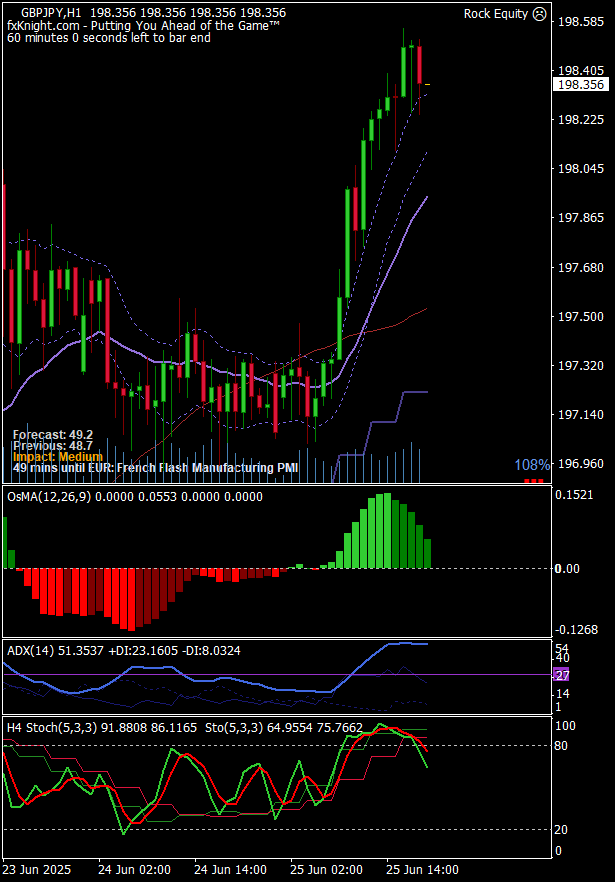 GBPJPY,H1 198.356 198.356 198.356 198.356
Rock Equity
fxKnight.com - Putting You Ahead of the Game™
60 minutes 0 seconds left to bar end
198.585
198.405
198.356
198.225
198.045
197.865
197.680
197.500
197.320
197.140
196.960
Forecast: 49.2
Previous: 48.7
Impact: Medium
49 mins until EUR: French Flash Manufacturing PMI
108%
OsMA(12,26,9) 0.0000 0.0553 0.0000 0.0000
0.1521
0.00
-0.1268
ADX(14) 51.3537 +DI:23.1605 -DI:8.0324
54
40
27
14
1
H4 Stoch(5,3,3) 91.8808 86.1165 Sto(5,3,3) 64.9554 75.7662
100
80
20
0
23 Jun 2025 24 Jun 02:00 24 Jun 14:00 25 Jun 02:00 25 Jun 14:00